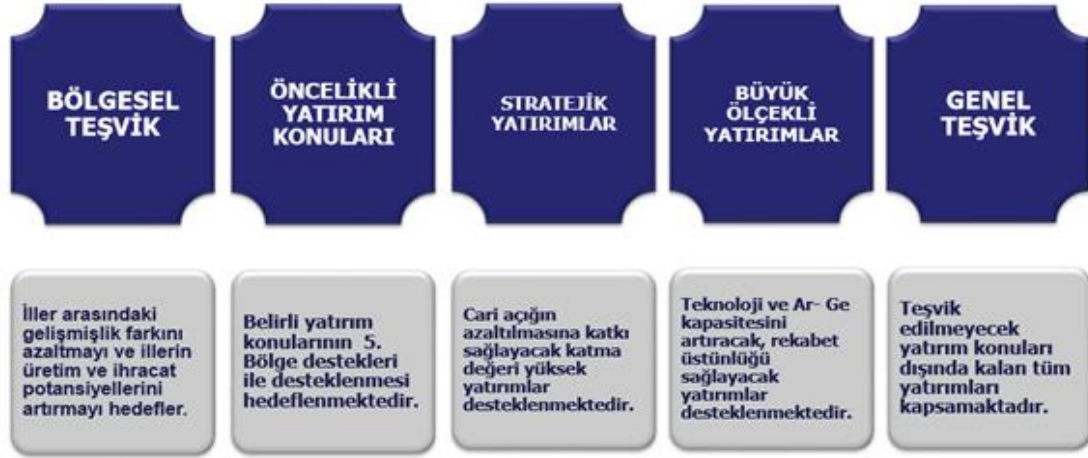 BÖLGESEL
TEŞVİK
ÖNCELİKLİ
YATIRIM
KONULARI
STRATEJİK
YATIRIMLAR
BÜYÜK
ÖLÇEKLİ
YATIRIMLAR
GENEL
TEŞVİK
İller arasındaki
gelişmişlik farkını
azaltmayı ve illerin
üretim ve ihracat
potansiyellerini
artırmayı hedefler.
Belirli yatırım
konularının 5.
Bölge destekleri
ile desteklenmesi
hedeflenmektedir.
Cari açığın
azaltılmasına katkı
sağlayacak katma
değeri yüksek
yatırımlar
desteklenmektedir.
Teknoloji ve Ar- Ge
kapasitesini
artıracak, rekabet
üstünlüğü
sağlayacak
yatırımlar
desteklenmektedir.
Teşvik
edilmeyecek
yatırım konuları
dışında kalan tüm
yatırımları
kapsamaktadır.